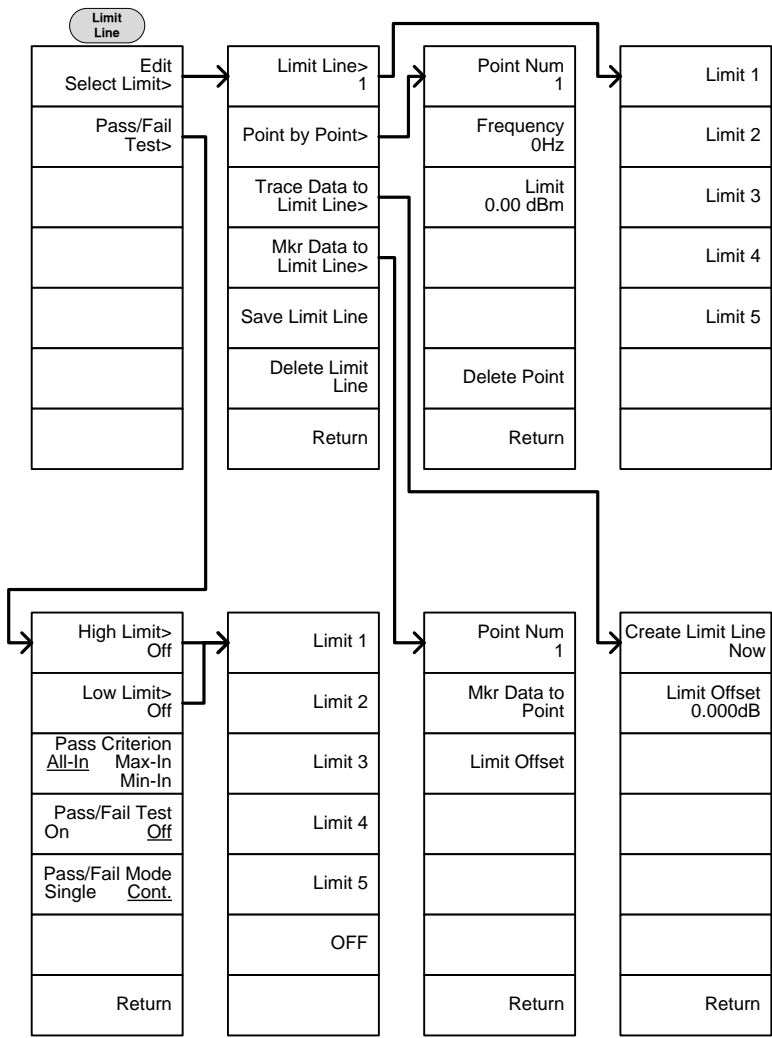 Limit
Line
Edit
Select Limit>
Pass/Fail
Test>
Limit Line>
1
Point by Point>
Trace Data to
Limit Line>
Mkr Data to
Limit Line>
Save Limit Line
Delete Limit
Line
Return
Point Num
1
Frequency
0Hz
Limit
0.00 dBm
Delete Point
Return
Limit 1
Limit 2
Limit 3
Limit 4
Limit 5
High Limit>
Off
Low Limit>
Off
Pass Criterion
All-In Max-In
Min-In
Pass/Fail Test
On Off
Pass/Fail Mode
Single Cont.
Return
Limit 1
Limit 2
Limit 3
Limit 4
Limit 5
OFF
Point Num
1
Mkr Data to
Point
Limit Offset
Return
Create Limit Line
Now
Limit Offset
0.000dB
Return